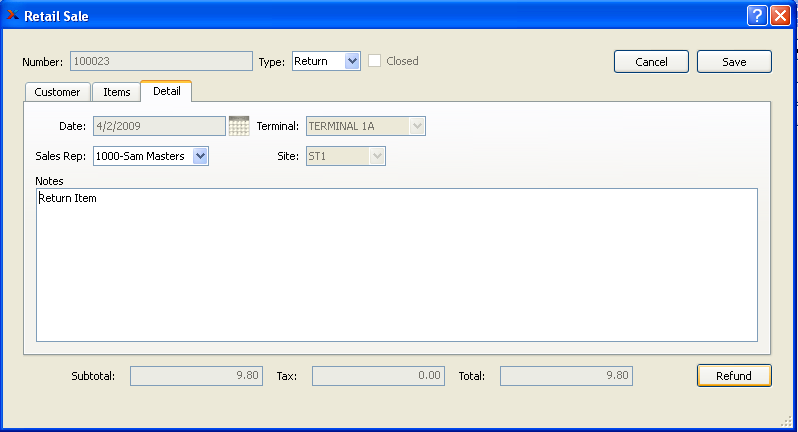 Retail Sale
Number: 100023 Type: Return Closed Cancel Save
Customer Items Detail
Date: 4/2/2009 Terminal: TERMINAL 1A
Sales Rep: 1000-Sam Masters Site: ST1
Notes
Return Item
Subtotal: 9.80 Tax: 0.00 Total: 9.80 Refund